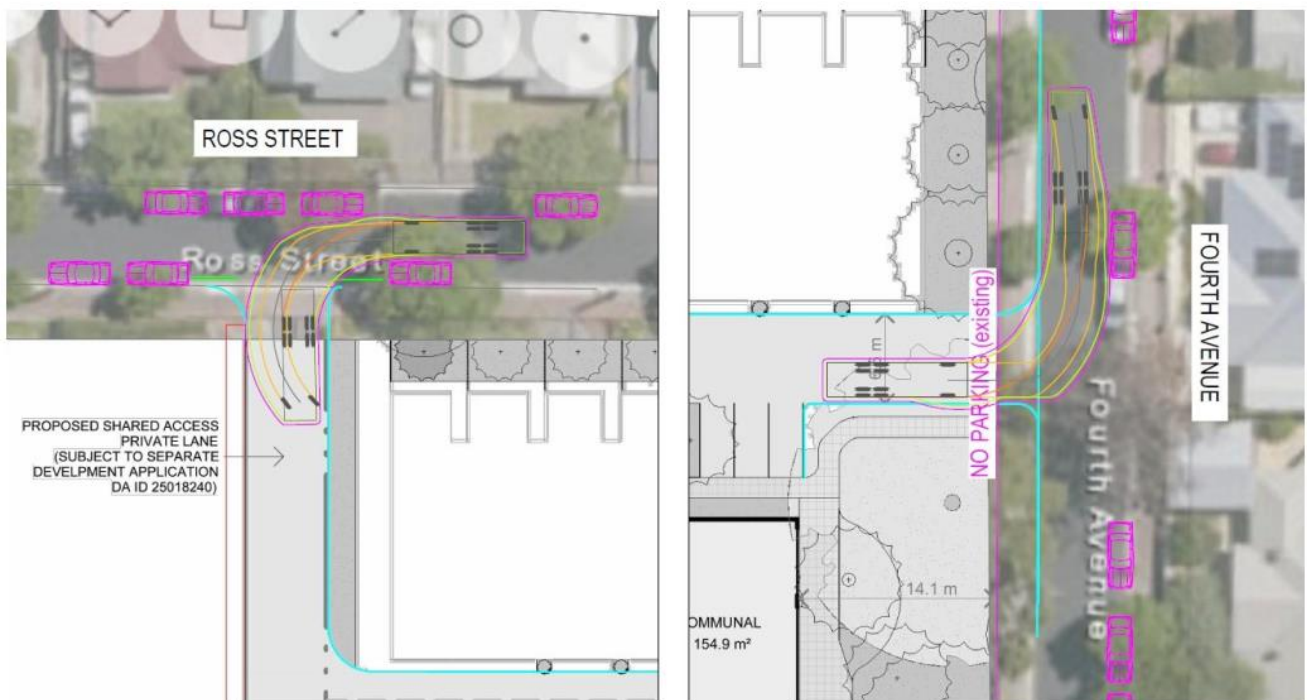 ROSS STREET
Ross Street
PROPOSED SHARED ACCESS
PRIVATE LANE
(SUBJECT TO SEPARATE
DEVELPMENT APPLICATION
DA ID 25018240)
NO PARKING (existing)
FOURTH AVENUE
Fourth Avenue
14.1 m
OMMUNAL
154.9 m²